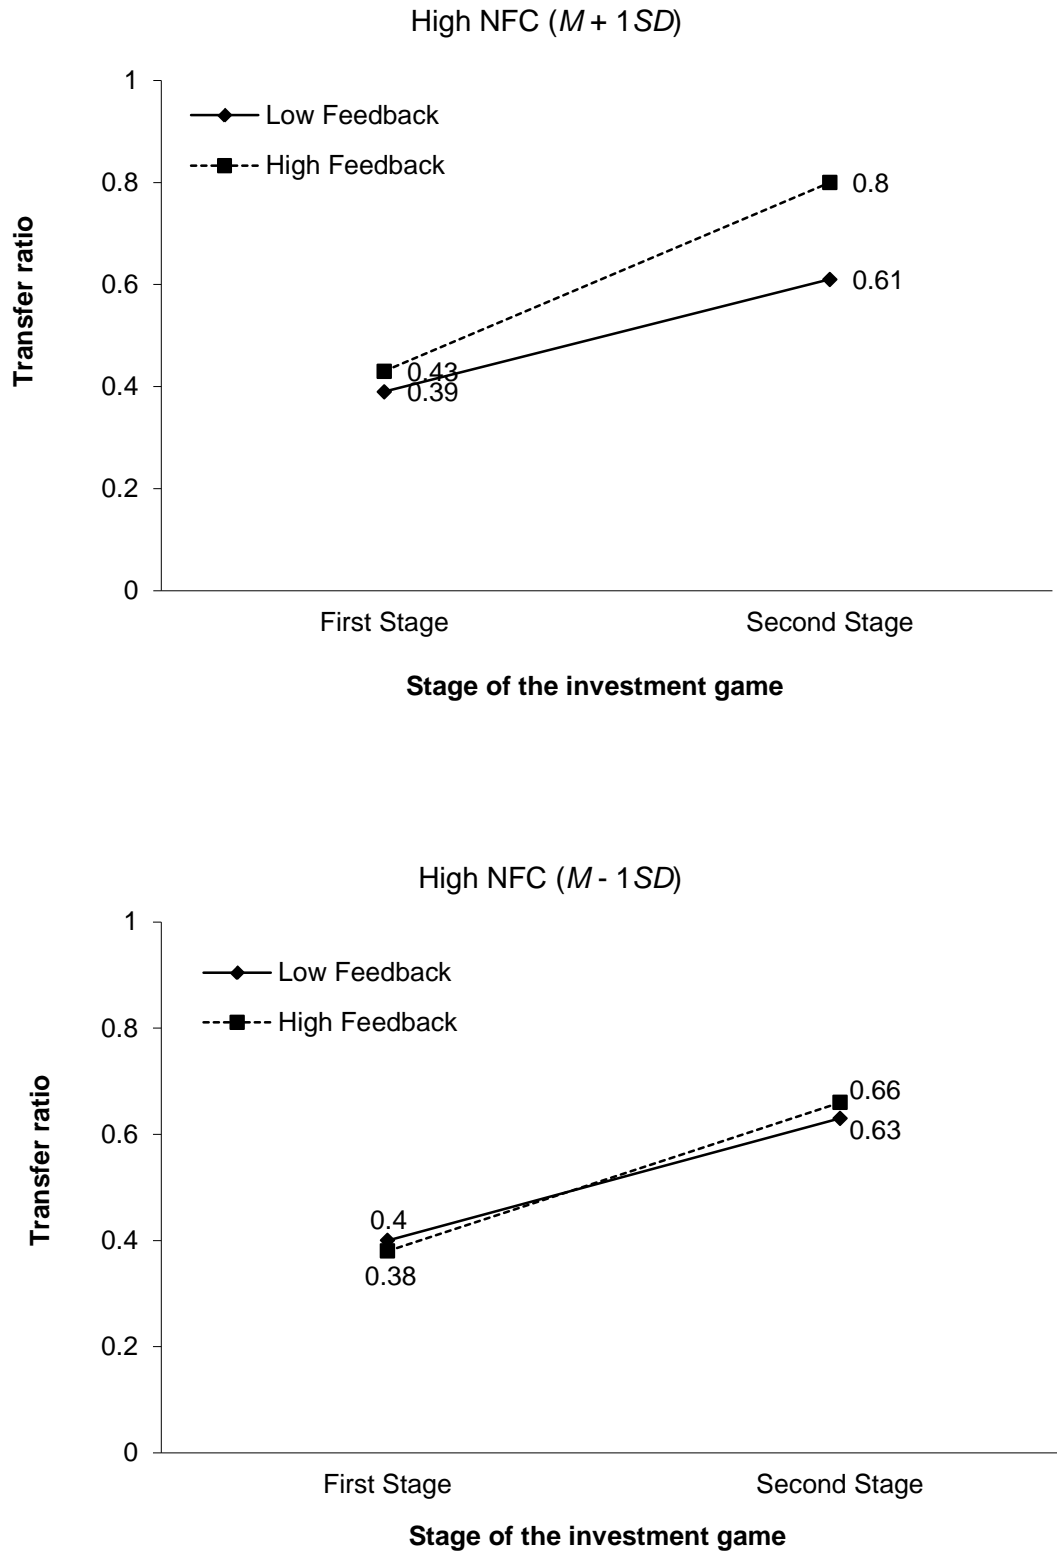 High NFC (M + 1SD)
1
Low Feedback
High Feedback
0.8
0.8
0.6
0.61
0.43
0.4
0.39
0.2
0
Transfer ratio
First Stage
Second Stage
Stage of the investment game
High NFC (M - 1SD)
1
Low Feedback
High Feedback
0.8
0.66
0.6
0.63
0.4
0.4
0.38
0.2
0
Transfer ratio
First Stage
Second Stage
Stage of the investment game